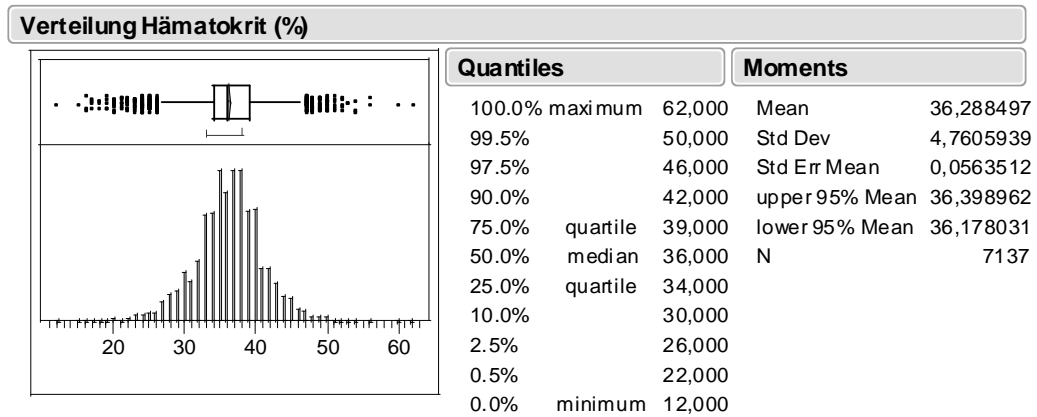 Verteilung Hämatokrit (%)
20 30 40 50 60
Quantiles
100.0% maximum 62,000
99.5% 50,000
97.5% 46,000
90.0% 42,000
75.0% quartile 39,000
50.0% median 36,000
25.0% quartile 34,000
10.0% 30,000
2.5% 26,000
0.5% 22,000
0.0% minimum 12,000
Moments
Mean 36,288497
Std Dev 4,7605939
Std Err Mean 0,0563512
upper 95% Mean 36,398962
lower 95% Mean 36,178031
N 7137